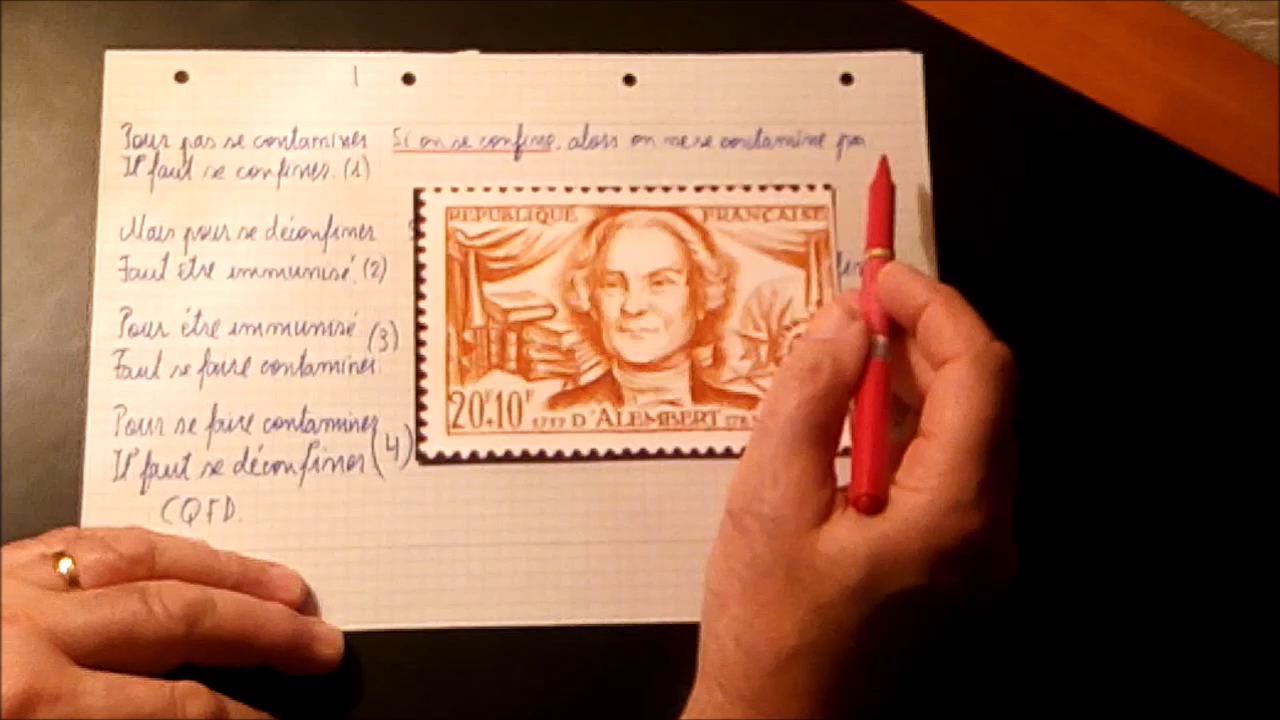 1
Pour pas se contaminer
Il faut se confiner. (1)
Si on se confine, alors on ne se contamine pas
Mais pour se déconfiner
Faut être immunisé. (2)
Pour être immunisé (3)
Faut se faire contaminer.
Pour se faire contaminer
Il faut se déconfiner (4)
CQFD.
REPUBLIQUE FRANÇAISE
20F+10F D'ALEMBERT